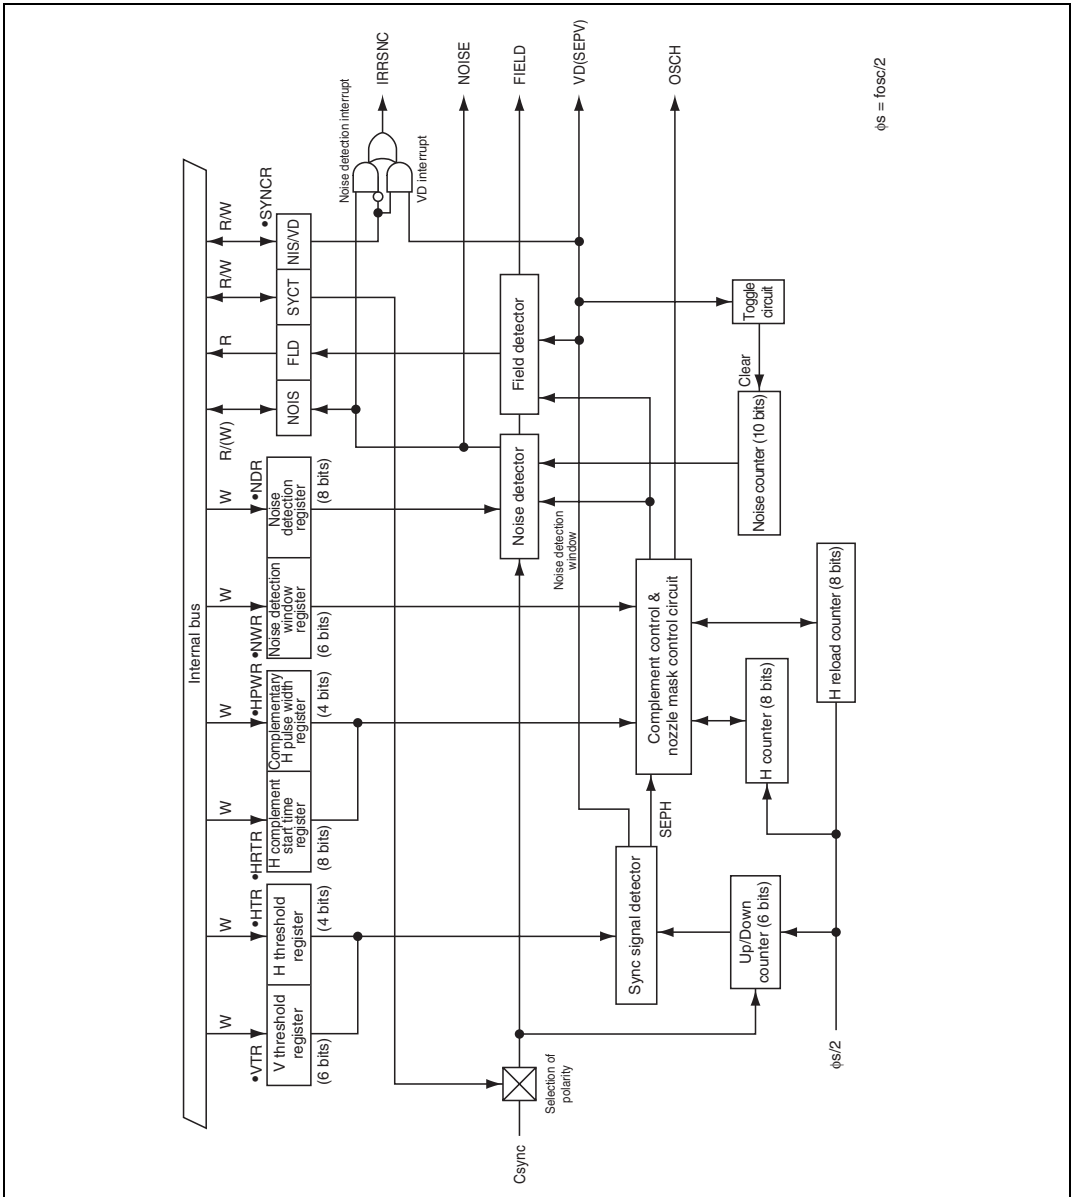 Internal bus
W
W
W
W
W
W
R/(W)
R
R/W
R/W
•VTR
•HTR
•HRTR
•HPWR
•NWR
•NDR
•SYNCR
V threshold
register
(6 bits)
H threshold
register
(4 bits)
H complement
start time
register
(8 bits)
Complementary
H pulse width
register
(4 bits)
Noise detection
window
register
(6 bits)
Noise
detection
register
(8 bits)
NOIS
FLD
SYCT
NIS/VD
Noise detection interrupt
VD interrupt
IRRSNC
NOISE
FIELD
VD(SEPV)
OSCH
Csync
Selection of
polarity
Noise detector
Field detector
Noise detection
window
Sync signal detector
SEPH
Complement control &
nozzle mask control circuit
Toggle
circuit
Clear
Noise counter (10 bits)
Up/Down
counter (6 bits)
H counter (8 bits)
H reload counter (8 bits)
ϕs/2
ϕs = fosc/2